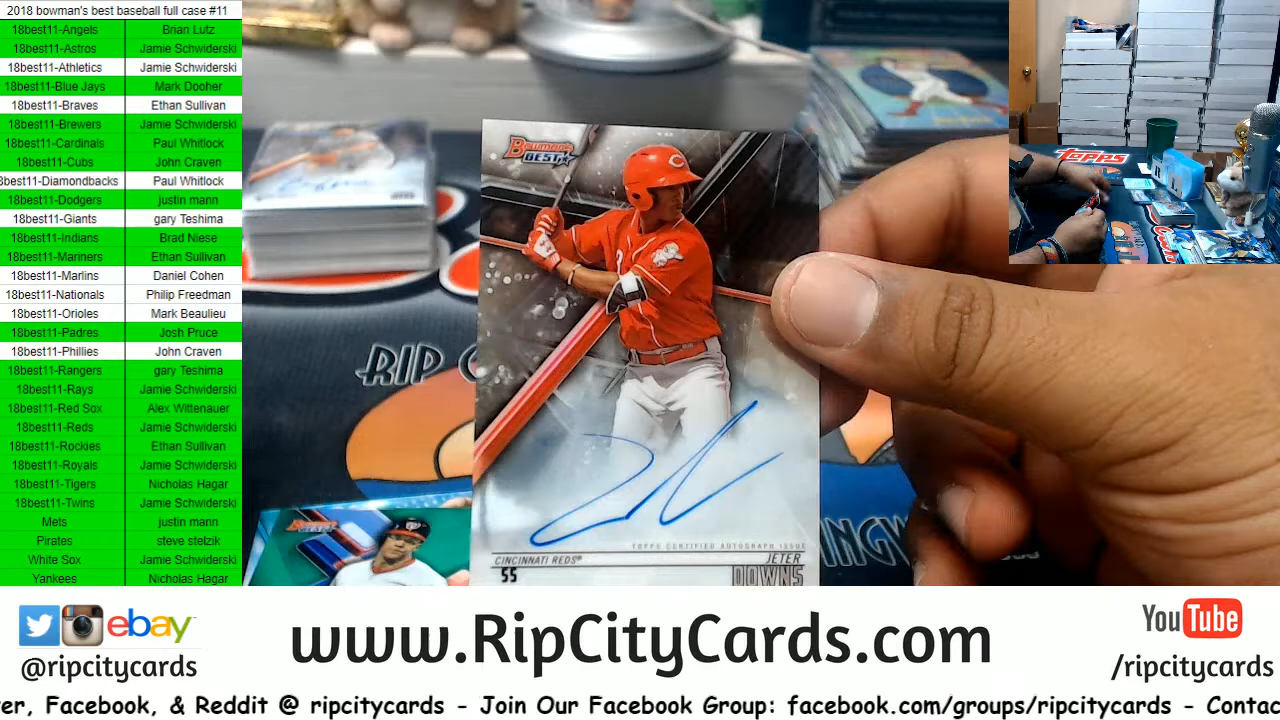 2018 bowman's best baseball full case #11
18best11-Angels Brian Lutz
18best11-Astros Jamie Schwiderski
18best11-Athletics Jamie Schwiderski
18best11-Blue Jays Mark Dooher
18best11-Braves Ethan Sullivan
18best11-Brewers Jamie Schwiderski
18best11-Cardinals Paul Whitlock
18best11-Cubs John Craven
8best11-Diamondbacks Paul Whitlock
18best11-Dodgers justin mann
18best11-Giants gary Teshima
18best11-Indians Brad Niese
18best11-Mariners Ethan Sullivan
18best11-Marlins Daniel Cohen
18best11-Nationals Philip Freedman
18best11-Orioles Mark Beaulieu
18best11-Padres Josh Pruce
18best11-Phillies John Craven
18best11-Rangers gary Teshima
18best11-Rays Jamie Schwiderski
18best11-Red Sox Alex Wittenauer
18best11-Reds Jamie Schwiderski
18best11-Rockies Ethan Sullivan
18best11-Royals Jamie Schwiderski
18best11-Tigers Nicholas Hagar
18best11-Twins Jamie Schwiderski
Mets justin mann
Pirates steve stelzik
White Sox Jamie Schwiderski
Yankees Nicholas Hagar
BOWMAN'S
BEST
C
TOPPS CERTIFIED AUTOGRAPH ISSUE
CINCINNATI REDS® JETER
SS DOWNS
RIP
BOWMAN'S
BEST
topps
ebay
@ripcitycards
www.RipCityCards.com
YouTube
/ripcitycards
er, Facebook, & Reddit @ ripcitycards - Join Our Facebook Group: facebook.com/groups/ripcitycards - Contac